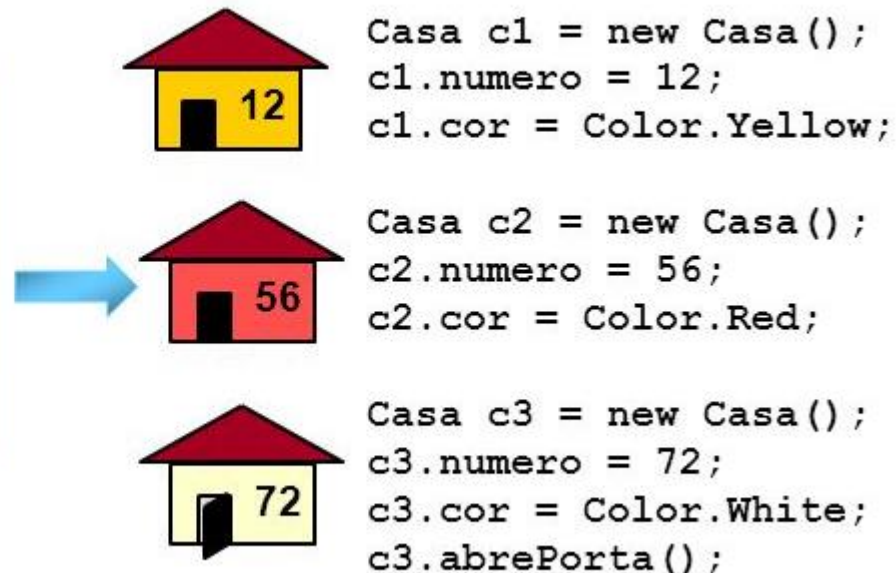 12
Casa c1 = new Casa();
c1.numero = 12;
c1.cor = Color.Yellow;
56
Casa c2 = new Casa();
c2.numero = 56;
c2.cor = Color.Red;
72
Casa c3 = new Casa();
c3.numero = 72;
c3.cor = Color.White;
c3.abrePorta();